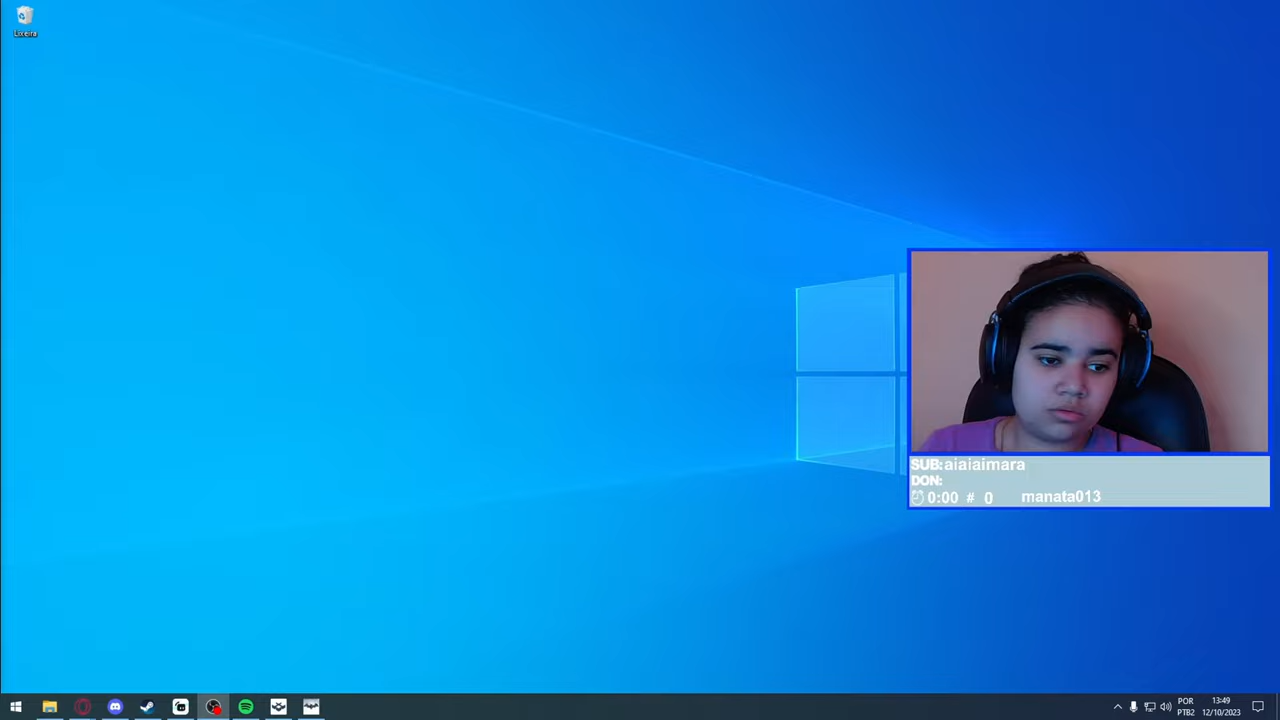 Lixeira
SUB:aiaiaimara
DON:
0:00 # 0 manata013
POR
PTB2
13:49
12/10/2023